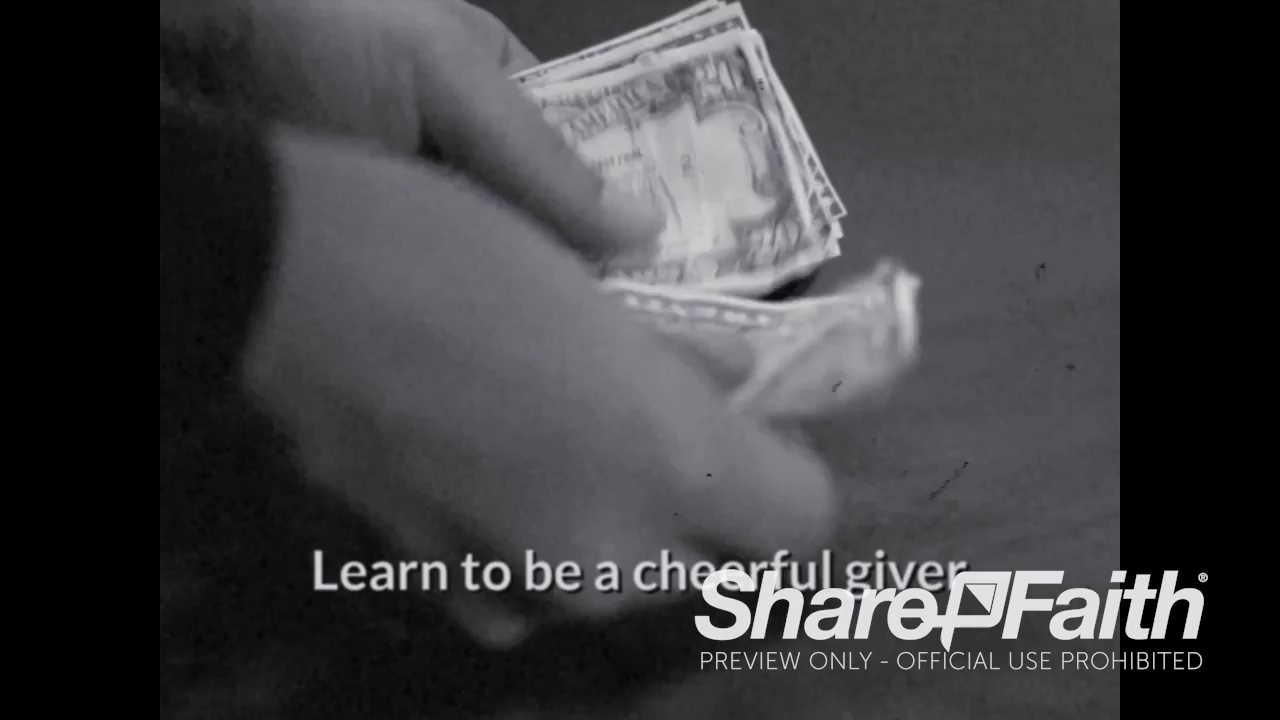 Learn to be a cheerful giver
ShareFaith®
PREVIEW ONLY - OFFICIAL USE PROHIBITED